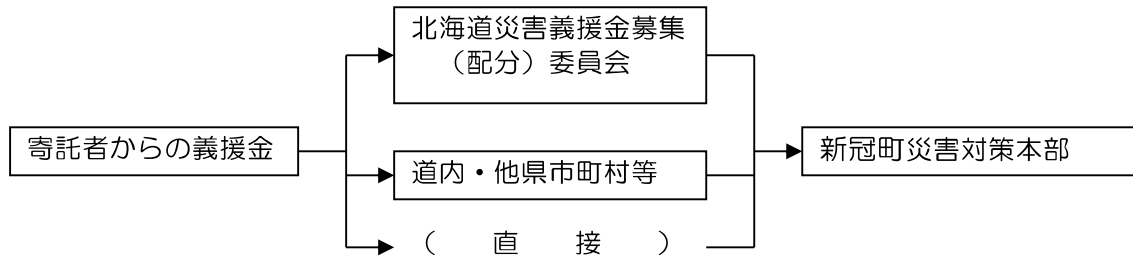 北海道災害義援金募集
（配分）委員会
寄託者からの義援金
新冠町災害対策本部
道内・他県市町村等
（　　直　　接　　）